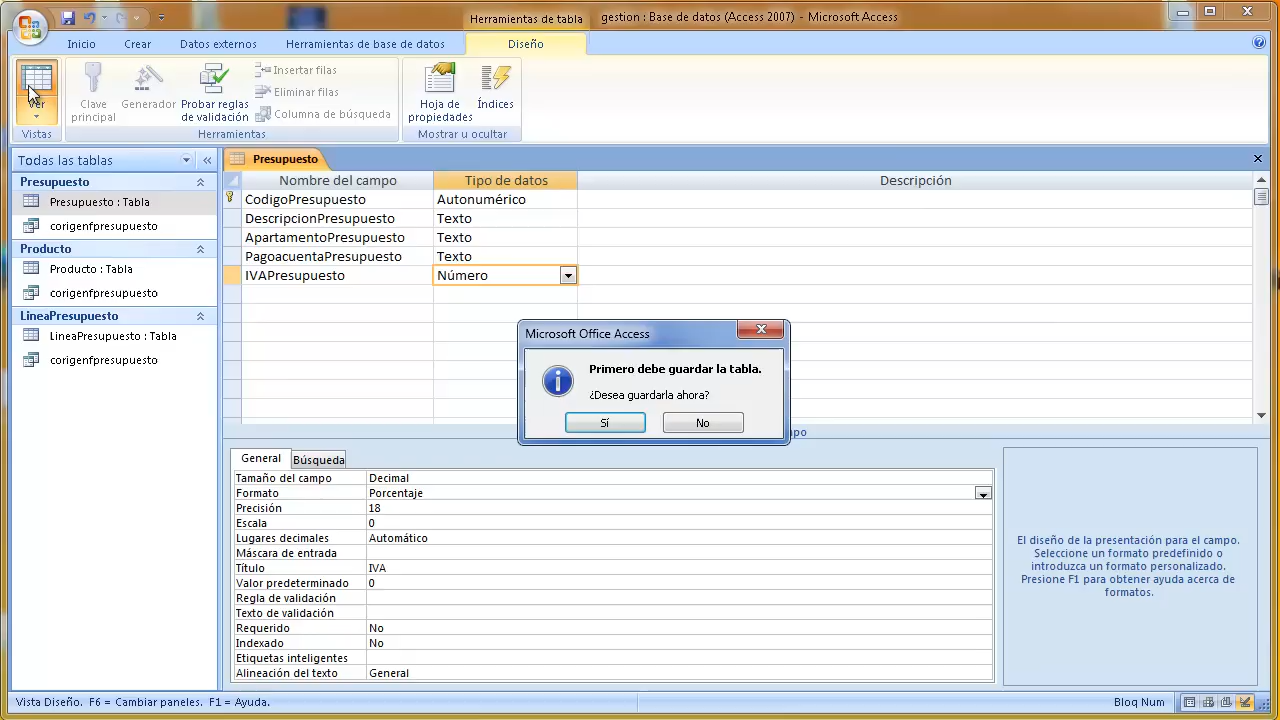 Herramientas de tabla
gestion : Base de datos (Access 2007) - Microsoft Access
Inicio
Crear
Datos externos
Herramientas de base de datos
Diseño
Ver
Vistas
Clave principal
Generador
Probar reglas de validación
Insertar filas
Eliminar filas
Columna de búsqueda
Herramientas
Hoja de propiedades
Índices
Mostrar u ocultar
Todas las tablas
Presupuesto
Presupuesto : Tabla
corigenfpresupuesto
Producto
Producto : Tabla
corigenfpresupuesto
LineaPresupuesto
LineaPresupuesto : Tabla
corigenfpresupuesto
Presupuesto
Nombre del campo Tipo de datos Descripción
CodigoPresupuesto Autonumérico
DescripcionPresupuesto Texto
ApartamentoPresupuesto Texto
PagoacuentaPresupuesto Texto
IVAPresupuesto Número
Microsoft Office Access
Primero debe guardar la tabla.
¿Desea guardarla ahora?
Sí No
General Búsqueda
Tamaño del campo Decimal
Formato Porcentaje
Precisión 18
Escala 0
Lugares decimales Automático
Máscara de entrada
Título IVA
Valor predeterminado 0
Regla de validación
Texto de validación
Requerido No
Indexado No
Etiquetas inteligentes
Alineación del texto General
El diseño de la presentación para el campo.
Seleccione un formato predefinido o
introduzca un formato personalizado.
Presione F1 para obtener ayuda acerca de
formatos.
Vista Diseño. F6 = Cambiar paneles. F1 = Ayuda.
Bloq Num